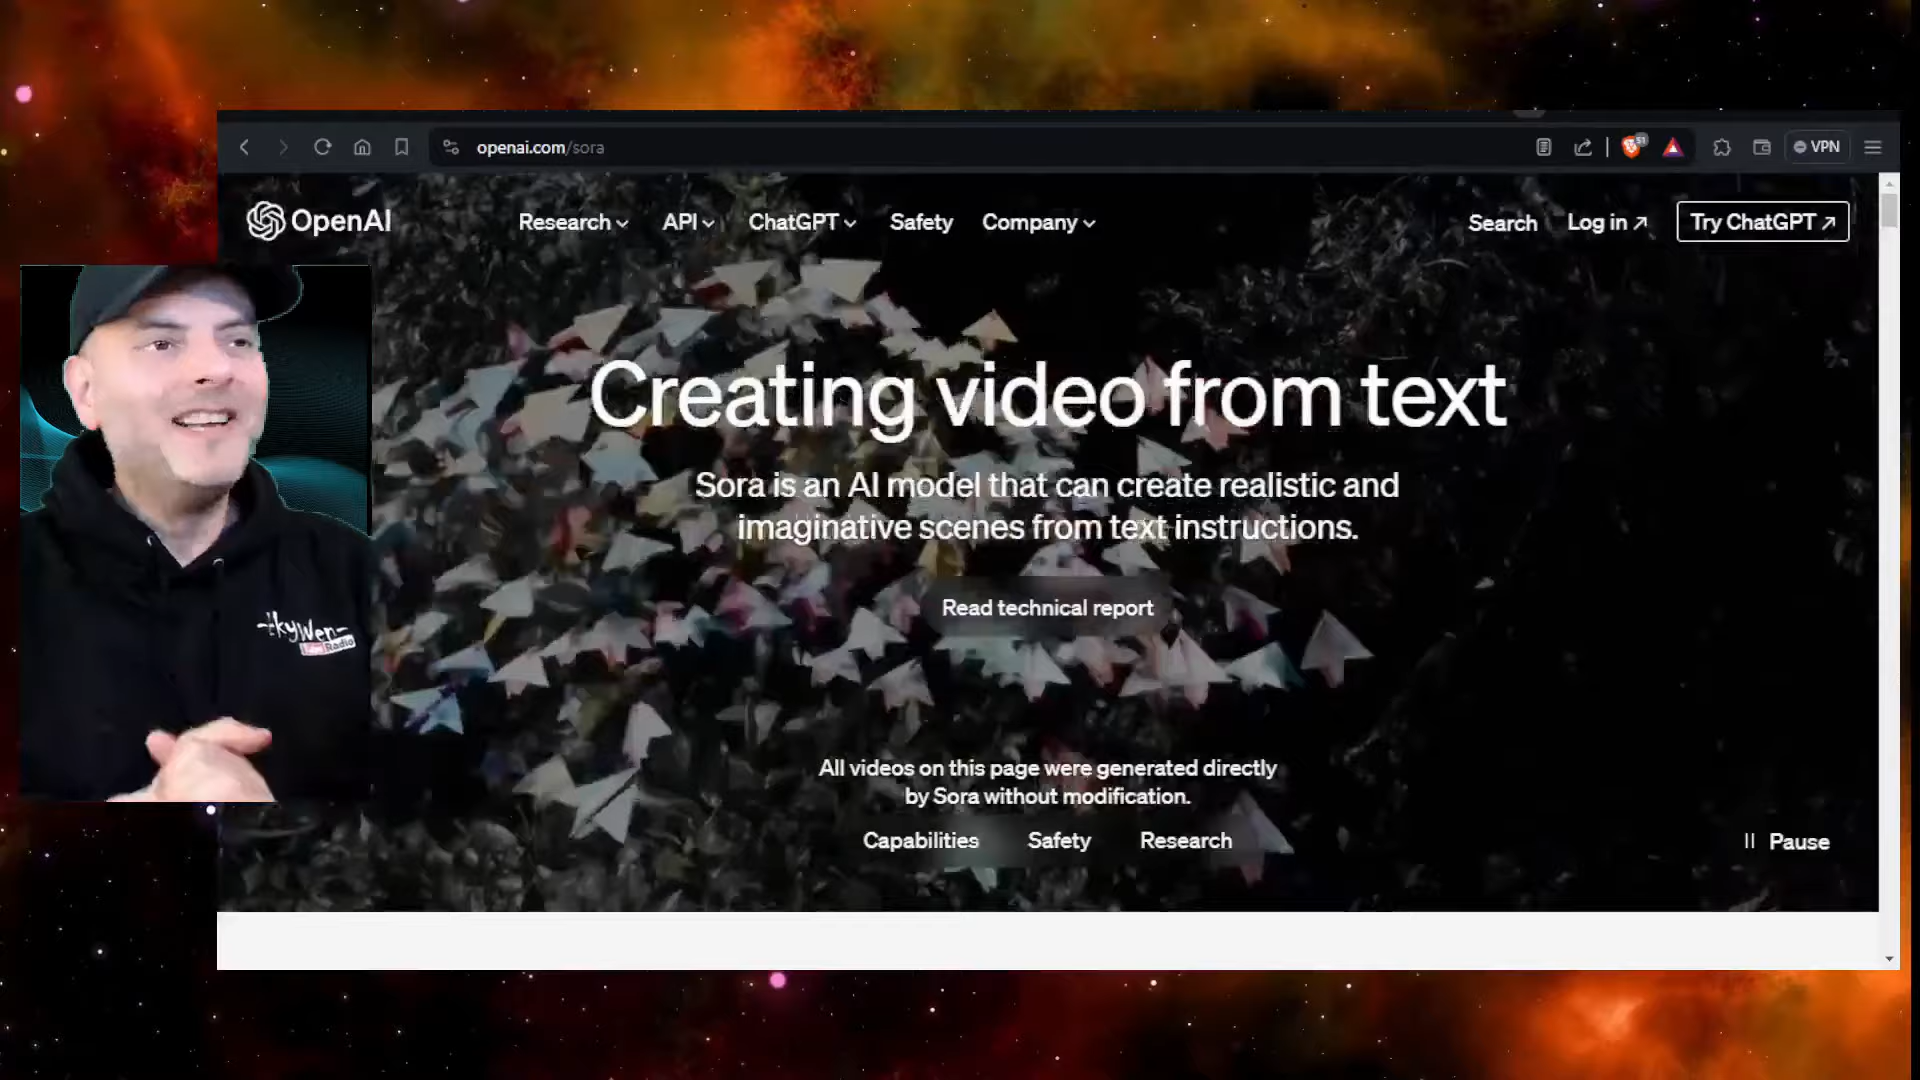 openai.com/sora
51
VPN
OpenAI
Research
API
ChatGPT
Safety
Company
Search
Log in ↗
Try ChatGPT ↗
Creating video from text
Sora is an AI model that can create realistic and
imaginative scenes from text instructions.
Read technical report
All videos on this page were generated directly
by Sora without modification.
Capabilities
Safety
Research
Pause
Radio